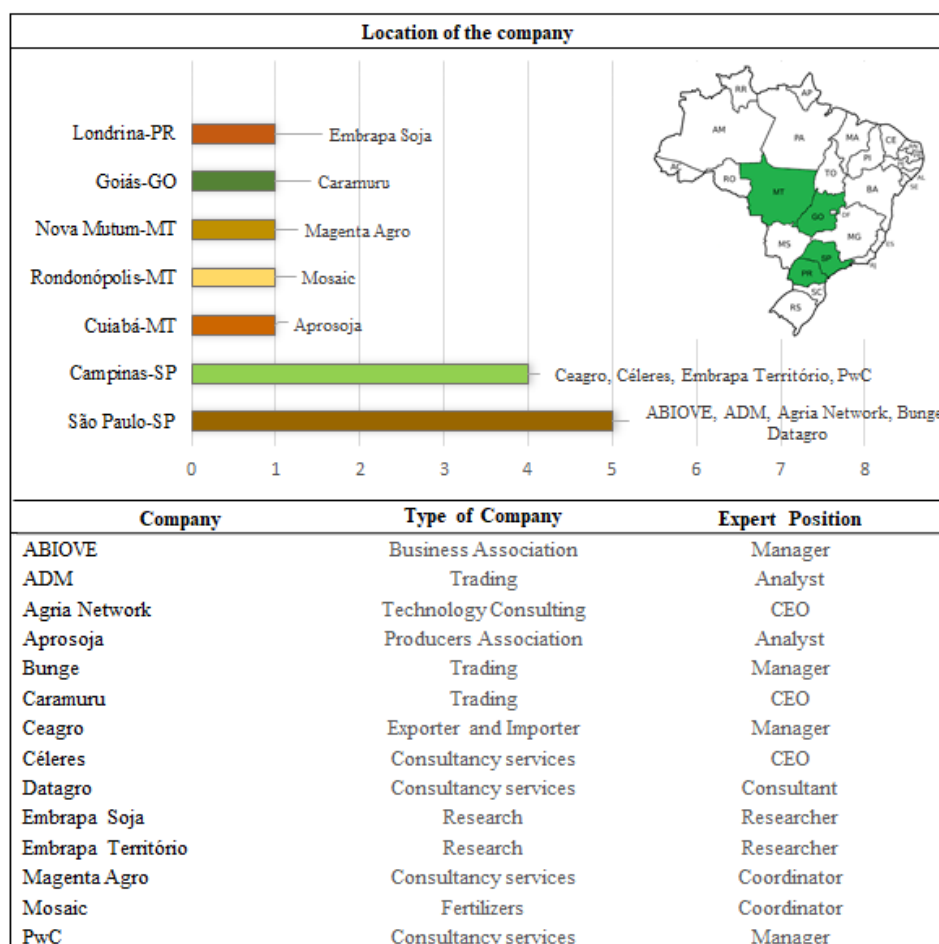 Location of the company
Londrina-PR Embrapa Soja
Goiás-GO Caramuru
Nova Mutum-MT Magenta Agro
Rondonópolis-MT Mosaic
Cuiabá-MT Aprosoja
Campinas-SP Ceagro, Céleres, Embrapa Território, PwC
São Paulo-SP ABIOVE, ADM, Agria Network, Bunge
Datagro
0 1 2 3 4 5 6 7 8
RR AP
AM PA MA CE
AC RO TO PI AL
SE
MT BA
GO DF
MS MG ES
SP RJ
PR
SC
RS
Company Type of Company Expert Position
ABIOVE Business Association Manager
ADM Trading Analyst
Agria Network Technology Consulting CEO
Aprosoja Producers Association Analyst
Bunge Trading Manager
Caramuru Trading CEO
Ceagro Exporter and Importer Manager
Céleres Consultancy services CEO
Datagro Consultancy services Consultant
Embrapa Soja Research Researcher
Embrapa Território Research Researcher
Magenta Agro Consultancy services Coordinator
Mosaic Fertilizers Coordinator
PwC Consultancy services Manager